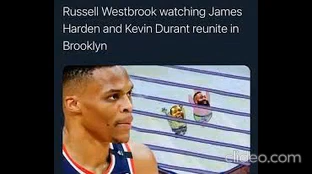 Russell Westbrook watching James
Harden and Kevin Durant reunite in
Brooklyn
clideo.com